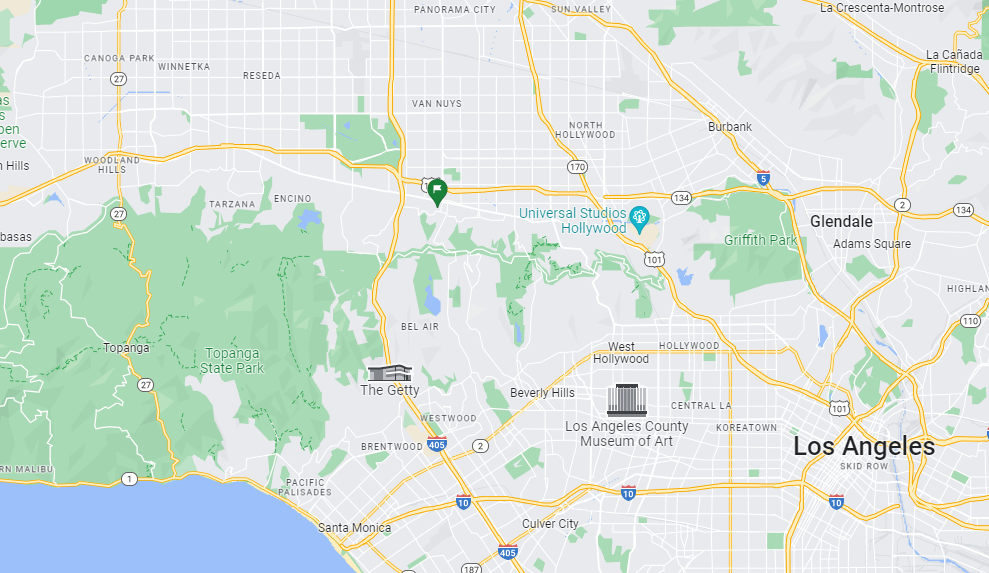 PANORAMA CITY
SUN VALLEY
La Crescenta-Montrose
La Cañada
Flintridge
CANOGA PARK
WINNETKA
RESEDA
27
VAN NUYS
NORTH
HOLLYWOOD
Burbank
WOODLAND
HILLS
n Hills
170
5
134
2
134
TARZANA
ENCINO
27
basas
Universal Studios
Hollywood
Griffith Park
Glendale
Adams Square
101
HIGHLAN
110
BEL AIR
Topanga
Topanga
State Park
27
West
Hollywood
HOLLYWOOD
The Getty
Beverly Hills
Los Angeles County
Museum of Art
CENTRAL LA
KOREATOWN
101
WESTWOOD
BRENTWOOD
405
2
Los Angeles
SKID ROW
RN MALIBU
1
PACIFIC
PALISADES
10
10
10
Santa Monica
Culver City
405
187